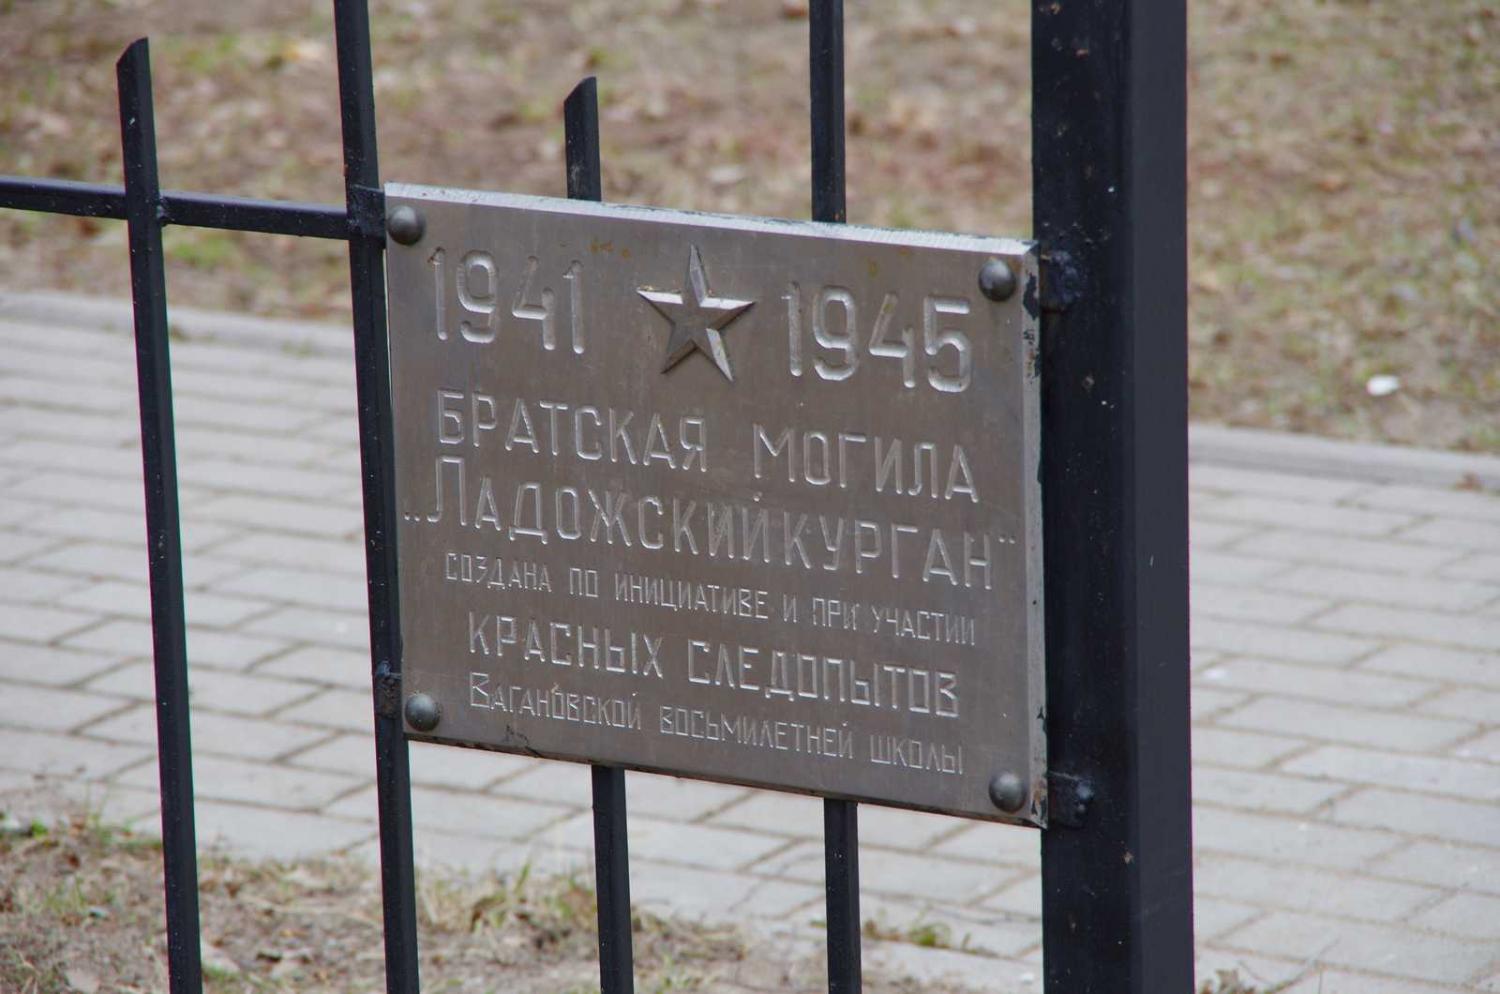 1941 1945
БРАТСКАЯ МОГИЛА
„ЛАДОЖСКИЙ КУРГАН"
СОЗДАНА ПО ИНИЦИАТИВЕ И ПРИ УЧАСТИИ
КРАСНЫХ СЛЕДОПЫТОВ
ВАГАНОВСКОЙ ВОСЬМИЛЕТНЕЙ ШКОЛЫ